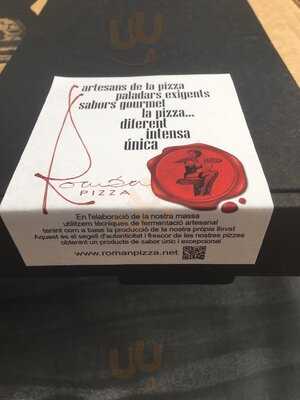 artesans de la pizza
paladars exigents
sabors gourmet
la pizza...
diferent
intensa
única
Romàn
PIZZA
En l'elaboració de la nostra massa
utilitzem tècniques de fermentació artesanal
tenint com a base la producció de la nostra pròpia llevat
Aquest és el segell d'autenticitat i frescor de les nostres pizzes
obtenint un producte de sabor únic i excepcional
www.romanpizza.net